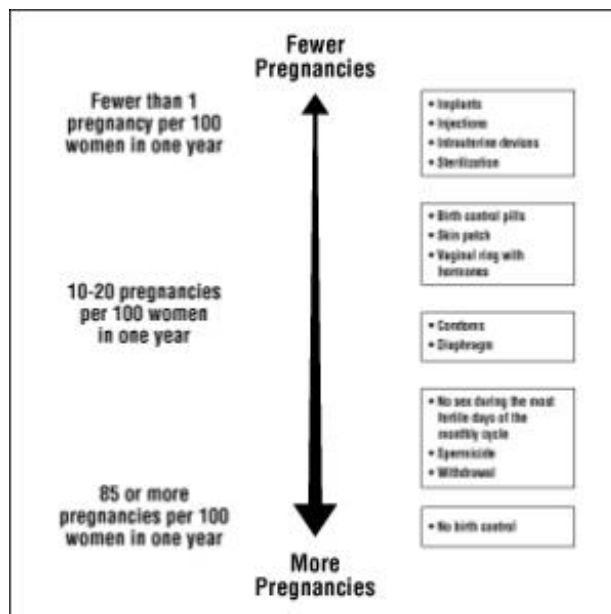 Fewer
Pregnancies
Fewer than 1
pregnancy per 100
women in one year
• Implants
• Injections
• Intrauterine devices
• Sterilization
• Birth control pills
• Skin patch
• Vaginal ring with
hormones
10-20 pregnancies
per 100 women
in one year
• Condoms
• Diaphragm
• No sex during the most
fertile days of the
monthly cycle
• Spermicide
• Withdrawal
85 or more
pregnancies per 100
women in one year
• No birth control
More
Pregnancies